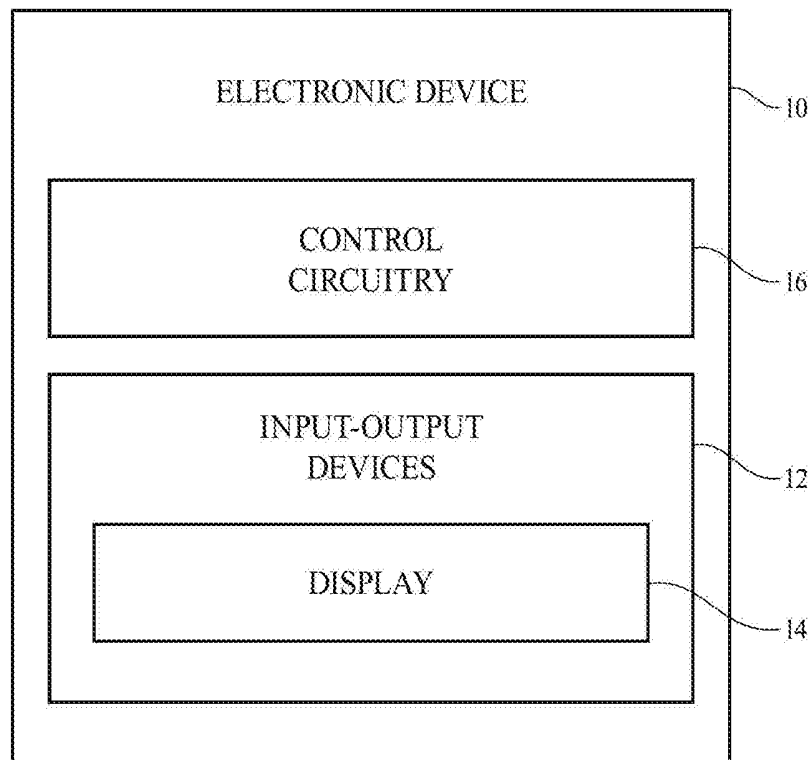 ELECTRONIC DEVICE
10
CONTROL
CIRCUITRY
16
INPUT-OUTPUT
DEVICES
12
DISPLAY
14